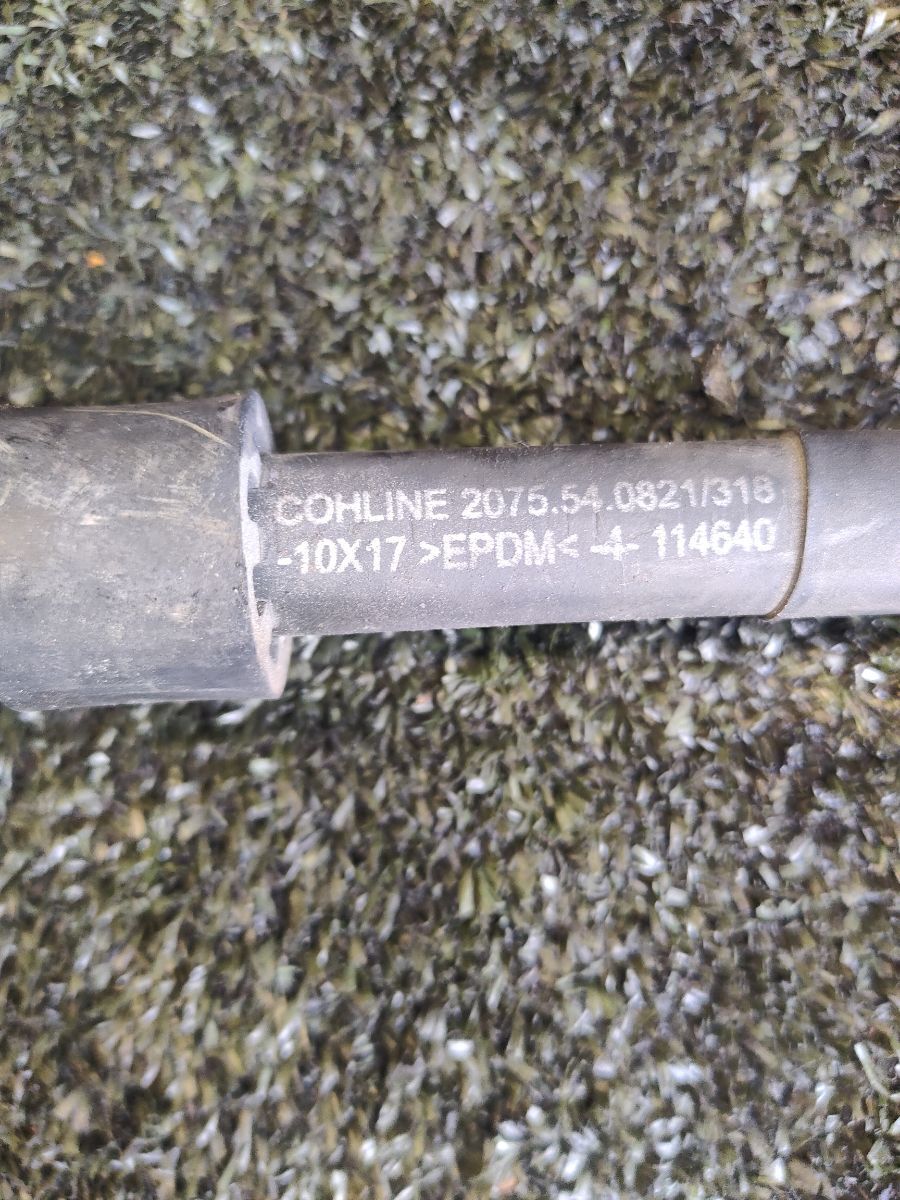 COHLINE 2075.54.0821/318
-10X17 >EPDM< -4- 114640